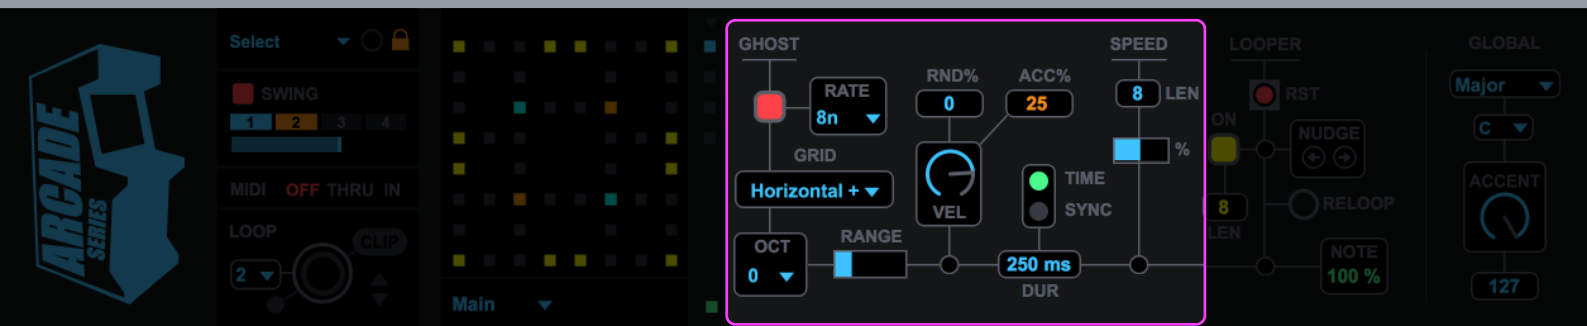 ARCADE
SERIES
Select
SWING
1 2 3 4
MIDI OFF THRU IN
LOOP
CLIP
2
Main
GHOST
RATE
8n
GRID
Horizontal +
OCT
0
RANGE
RND%
0
ACC%
25
VEL
TIME
SYNC
250 ms
DUR
SPEED
8 LEN
%
LOOPER
RST
ON
NUDGE
RELOOP
8
LEN
NOTE
100 %
GLOBAL
Major
C
ACCENT
127